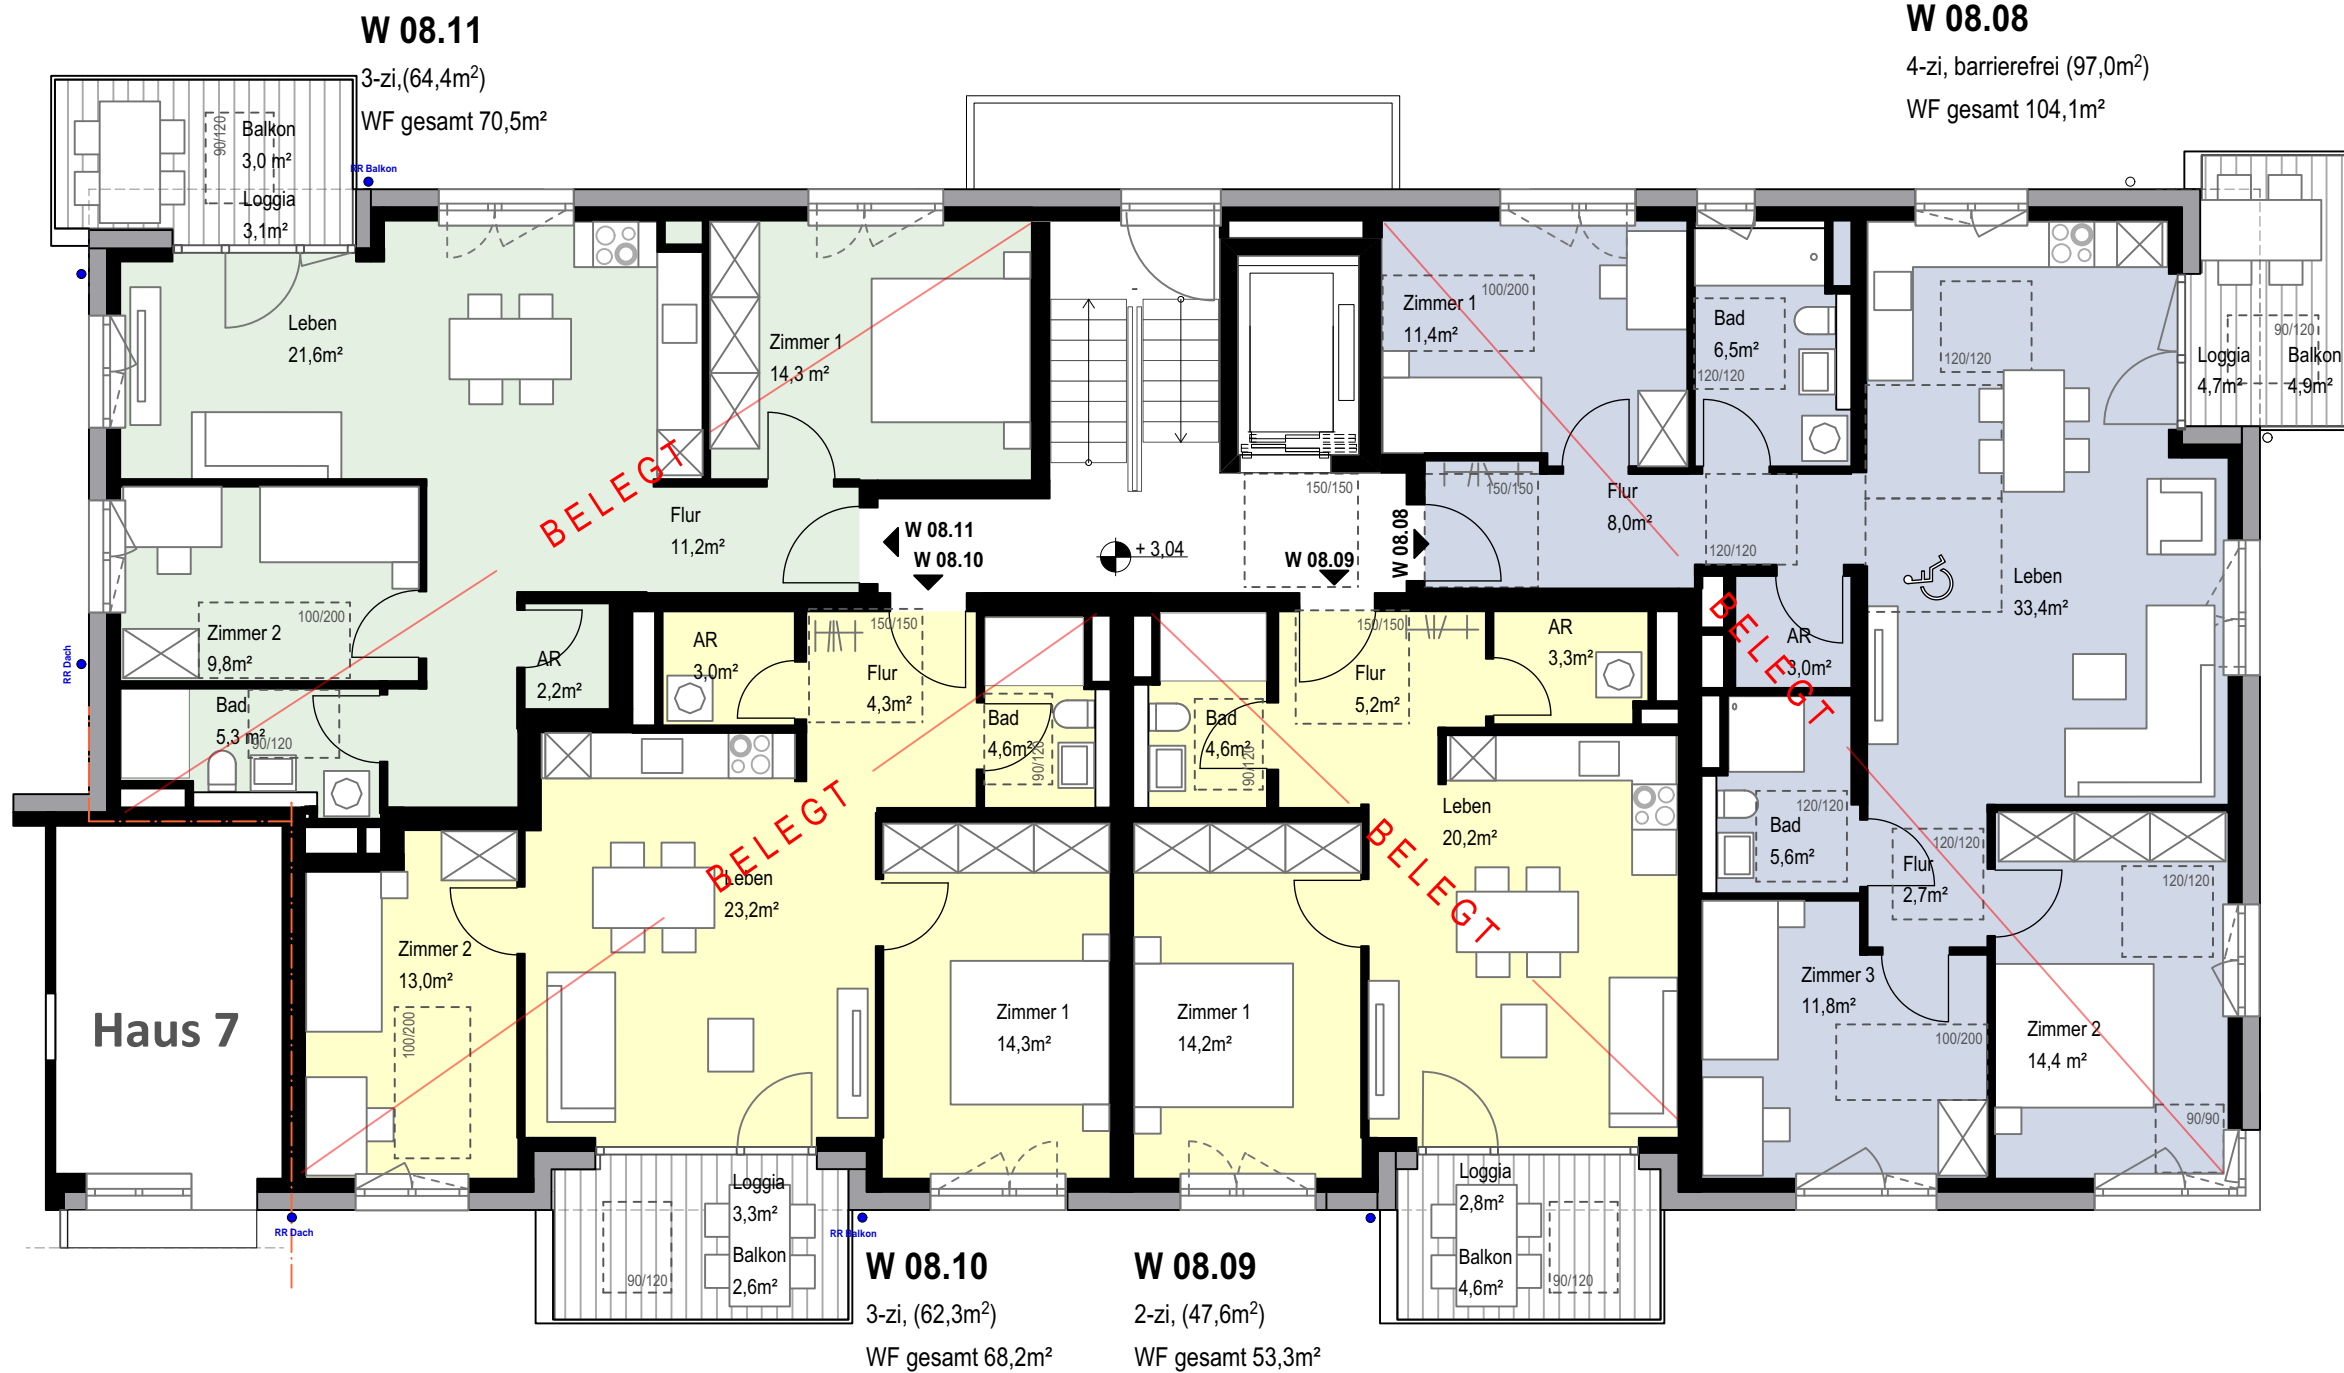 W 08.11
3-zi,(64,4m²)
WF gesamt 70,5m²
W 08.08
4-zi, barrierefrei (97,0m²)
WF gesamt 104,1m²
90/120
Balkon
3,0 m²
Loggia
3,1m²
RR Balkon
Leben
21,6m²
Zimmer 1
14,3 m²
BELEGT
Flur
11,2m²
Zimmer 2
9,8m²
100/200
RR Dach
Bad
5,3 m²
90/120
AR
2,2m²
W 08.11
W 08.10
+ 3,04
W 08.09
W 08.08
150/150
Zimmer 1
11,4m²
100/200
Bad
6,5m²
120/120
150/150
Flur
8,0m²
120/120
120/120
Loggia
4,7m²
Balkon
4,9m²
90/120
Leben
33,4m²
BELEGT
AR
3,0m²
Bad
5,6m²
120/120
Flur
2,7m²
120/120
120/120
Zimmer 3
11,8m²
100/200
Zimmer 2
14,4 m²
90/90
AR
3,0m²
150/150
Flur
4,3m²
Bad
4,6m²
90/120
BELEGT
Leben
23,2m²
Zimmer 2
13,0m²
100/200
Zimmer 1
14,3m²
Haus 7
RR Dach
Loggia
3,3m²
Balkon
2,6m²
90/120
RR Balkon
Bad
4,6m²
90/120
150/150
Flur
5,2m²
AR
3,3m²
Leben
20,2m²
BELEGT
Zimmer 1
14,2m²
Loggia
2,8m²
Balkon
4,6m²
90/120
W 08.10
3-zi, (62,3m²)
WF gesamt 68,2m²
W 08.09
2-zi, (47,6m²)
WF gesamt 53,3m²